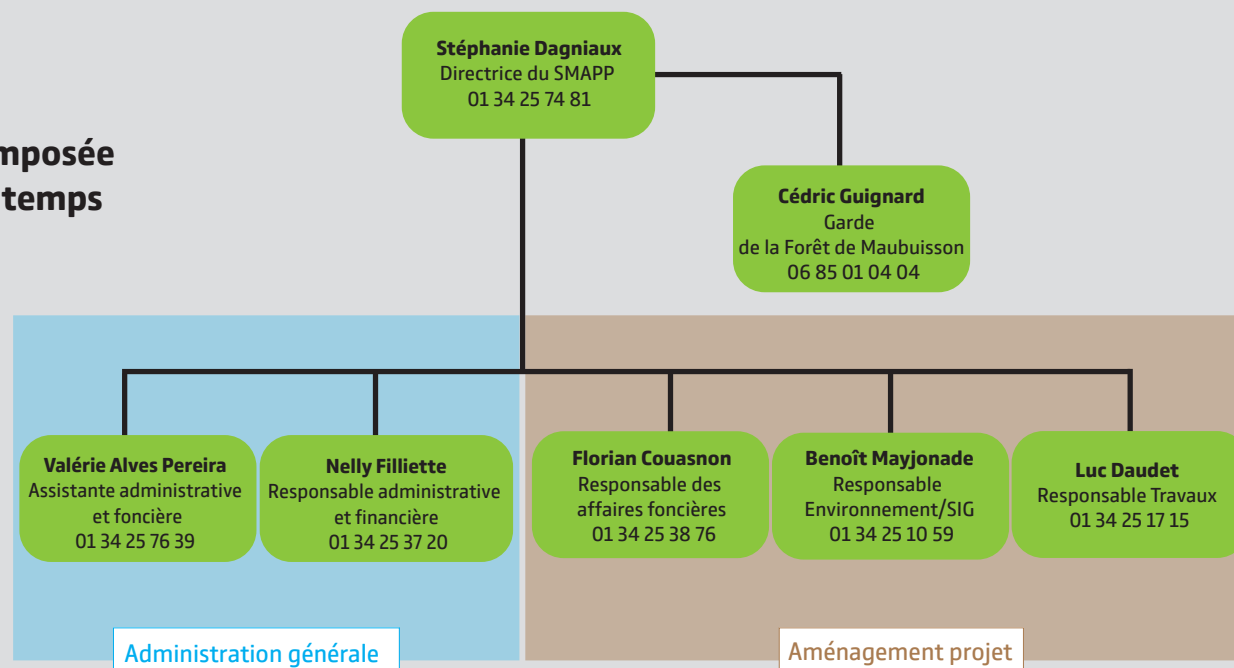 Stéphanie Dagniaux
Directrice du SMAPP
01 34 25 74 81
mposée
temps
Cédric Guignard
Garde
de la Forêt de Maubuisson
06 85 01 04 04
Valérie Alves Pereira
Assistante administrative
et foncière
01 34 25 76 39
Nelly Filliette
Responsable administrative
et financière
01 34 25 37 20
Florian Couasnon
Responsable des
affaires foncières
01 34 25 38 76
Benoît Mayjonade
Responsable
Environnement/SIG
01 34 25 10 59
Luc Daudet
Responsable Travaux
01 34 25 17 15
Administration générale
Aménagement projet